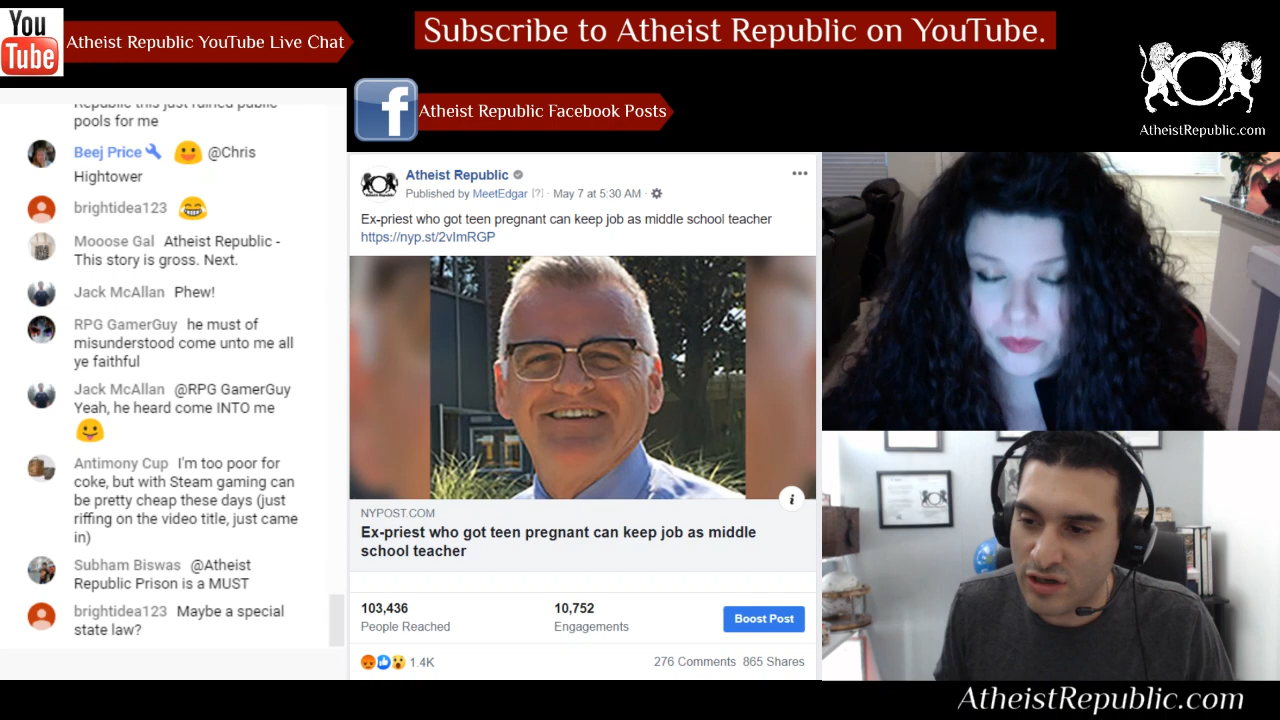 You
Tube
Atheist Republic YouTube Live Chat
Subscribe to Atheist Republic on YouTube.
AtheistRepublic.com
f
Atheist Republic Facebook Posts
Republic this just ruined public
pools for me
Beej Price @Chris
Hightower
brightidea123
Mooose Gal Atheist Republic -
This story is gross. Next.
Jack McAllan Phew!
RPG GamerGuy he must of
misunderstood come unto me all
ye faithful
Jack McAllan @RPG GamerGuy
Yeah, he heard come INTO me
Antimony Cup I'm too poor for
coke, but with Steam gaming can
be pretty cheap these days (just
riffing on the video title, just came
in)
Subham Biswas @Atheist
Republic Prison is a MUST
brightidea123 Maybe a special
state law?
Atheist Republic
Published by MeetEdgar [?] · May 7 at 5:30 AM ·
Ex-priest who got teen pregnant can keep job as middle school teacher
https://nyp.st/2vImRGP
i
NYPOST.COM
Ex-priest who got teen pregnant can keep job as middle
school teacher
103,436
People Reached
10,752
Engagements
Boost Post
1.4K
276 Comments 865 Shares
AtheistRepublic.com